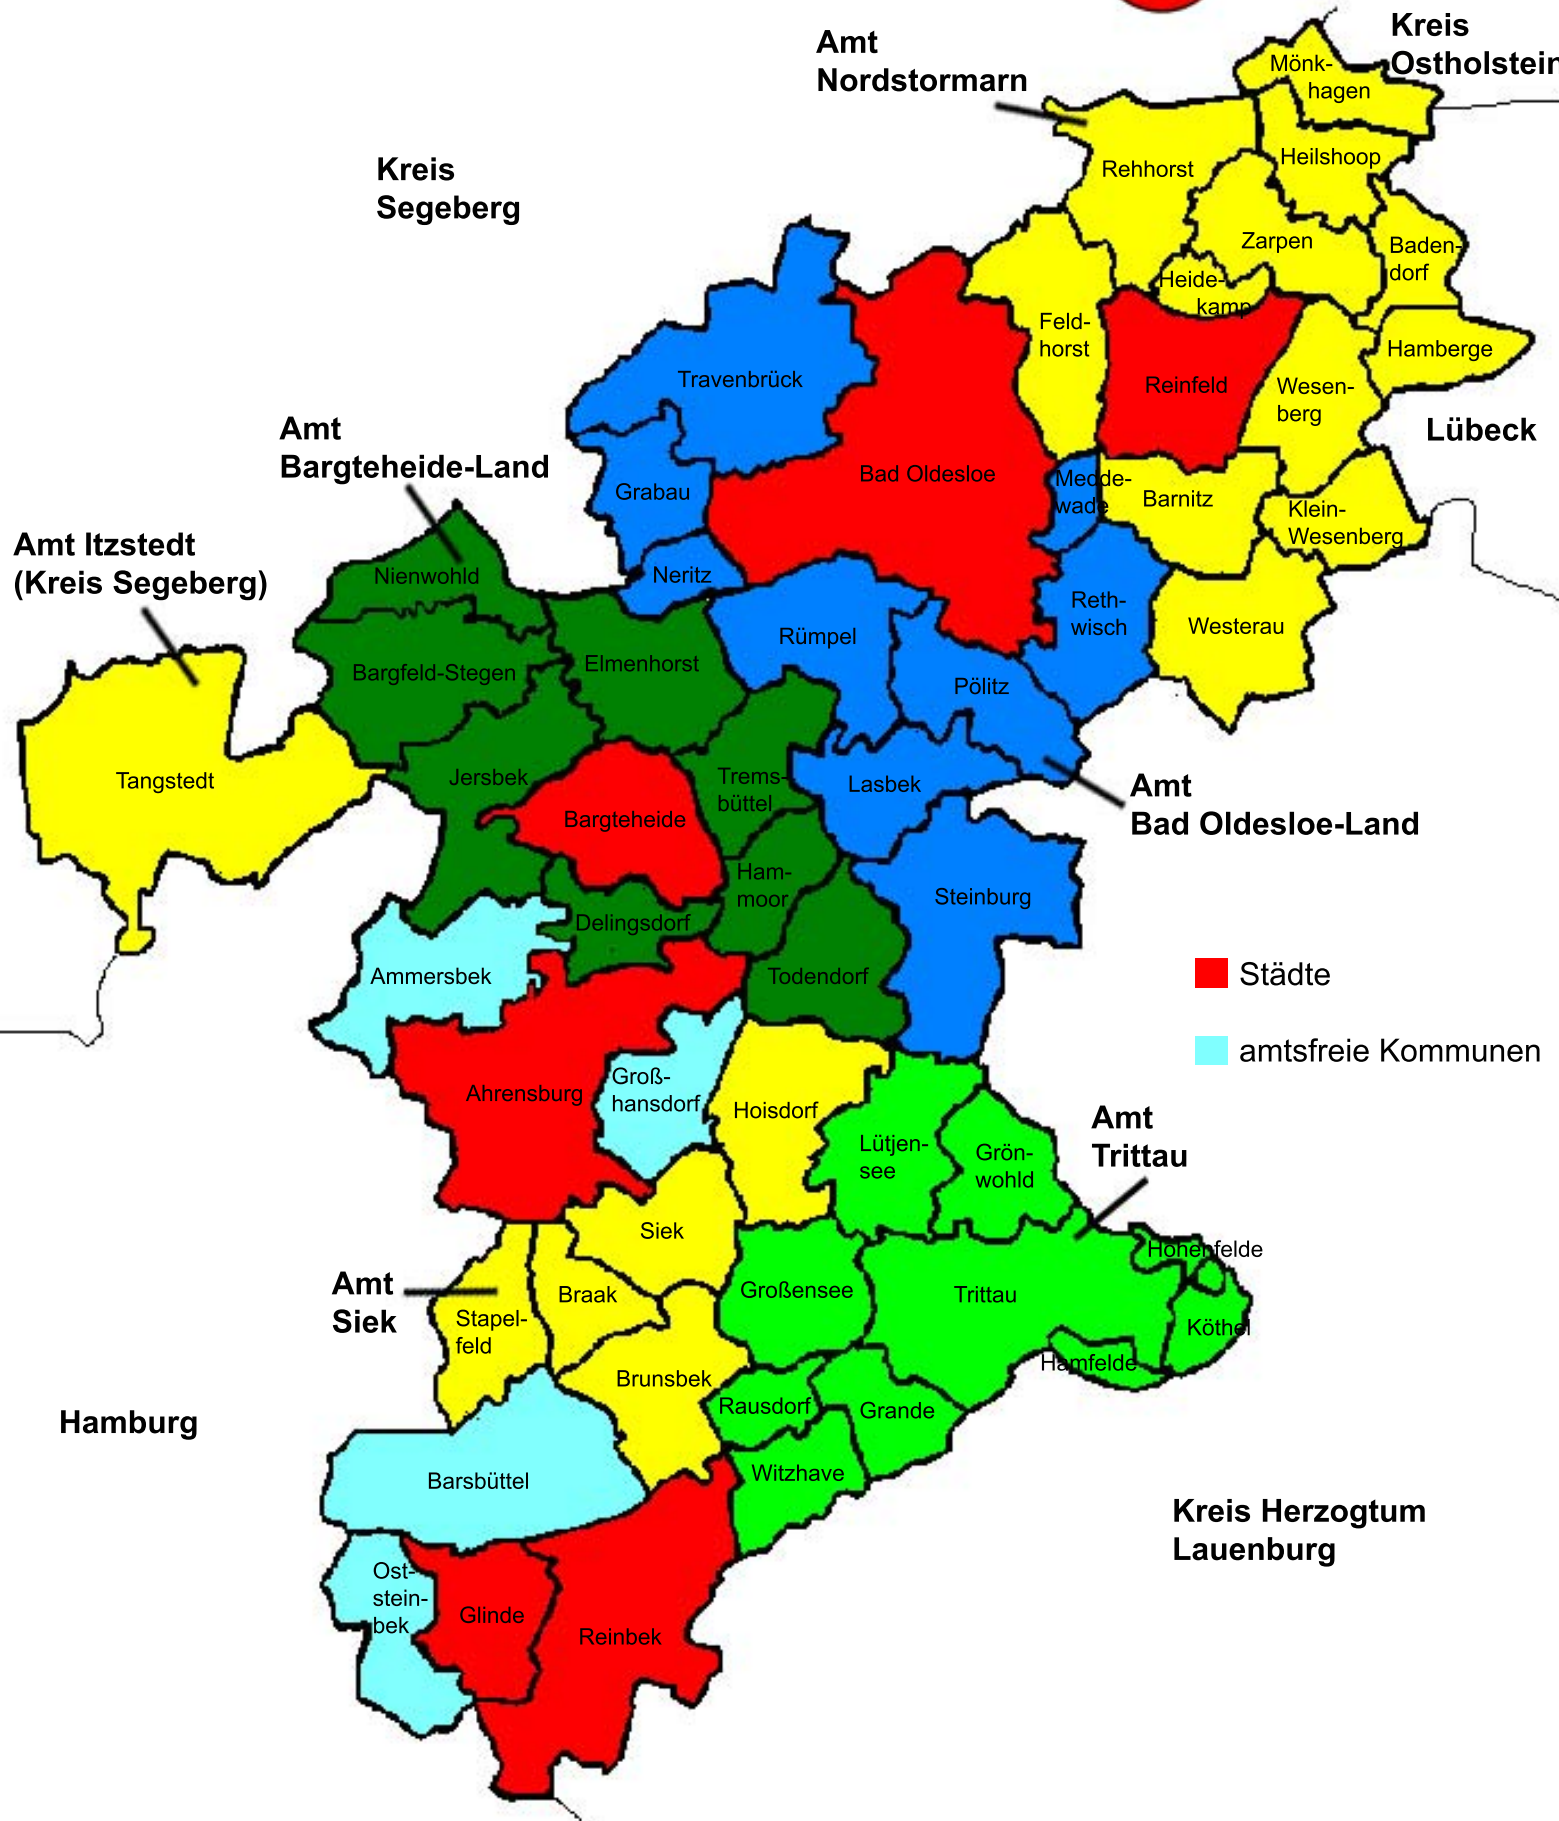 Kreis
Ostholstein
Amt
Nordstormarn
Mönk-
hagen
Kreis
Segeberg
Rehhorst
Heilshoop
Zarpen
Baden-
dorf
Heide-
kamp
Feld-
horst
Hamberge
Travenbrück
Reinfeld
Wesen-
berg
Amt
Bargteheide-Land
Lübeck
Bad Oldesloe
Grabau
Medde-
wade
Barnitz
Klein-
Wesenberg
Amt Itzstedt
(Kreis Segeberg)
Nienwohld
Neritz
Reth-
wisch
Rümpel
Westerau
Bargfeld-Stegen
Elmenhorst
Pölitz
Tangstedt
Jersbek
Trems-
büttel
Lasbek
Amt
Bad Oldesloe-Land
Bargteheide
Ham-
moor
Steinburg
Delingsdorf
Ammersbek
Todendorf
Städte
amtsfreie Kommunen
Ahrensburg
Groß-
hansdorf
Hoisdorf
Amt
Trittau
Lütjen-
see
Grön-
wohld
Siek
Hohenfelde
Amt
Siek
Braak
Großensee
Trittau
Stapel-
feld
Köthel
Hamfelde
Brunsbek
Rausdorf
Grande
Hamburg
Barsbüttel
Witzhave
Kreis Herzogtum
Lauenburg
Ost-
stein-
bek
Glinde
Reinbek